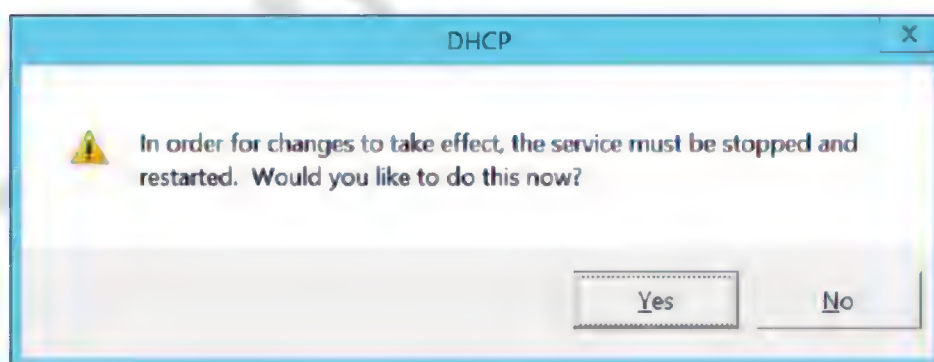 DHCP
X
In order for changes to take effect, the service must be stopped and
restarted. Would you like to do this now?
Yes
No